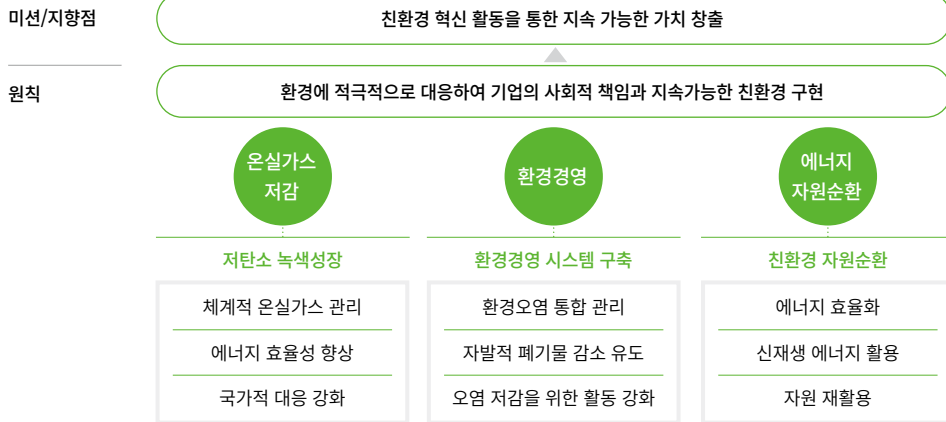 미션/지향점
친환경 혁신 활동을 통한 지속 가능한 가치 창출
원칙
환경에 적극적으로 대응하여 기업의 사회적 책임과 지속가능한 친환경 구현
온실가스
저감
환경경영
에너지
자원순환
저탄소 녹색성장
환경경영 시스템 구축
친환경 자원순환
체계적 온실가스 관리
에너지 효율성 향상
국가적 대응 강화
환경오염 통합 관리
자발적 폐기물 감소 유도
오염 저감을 위한 활동 강화
에너지 효율화
신재생 에너지 활용
자원 재활용